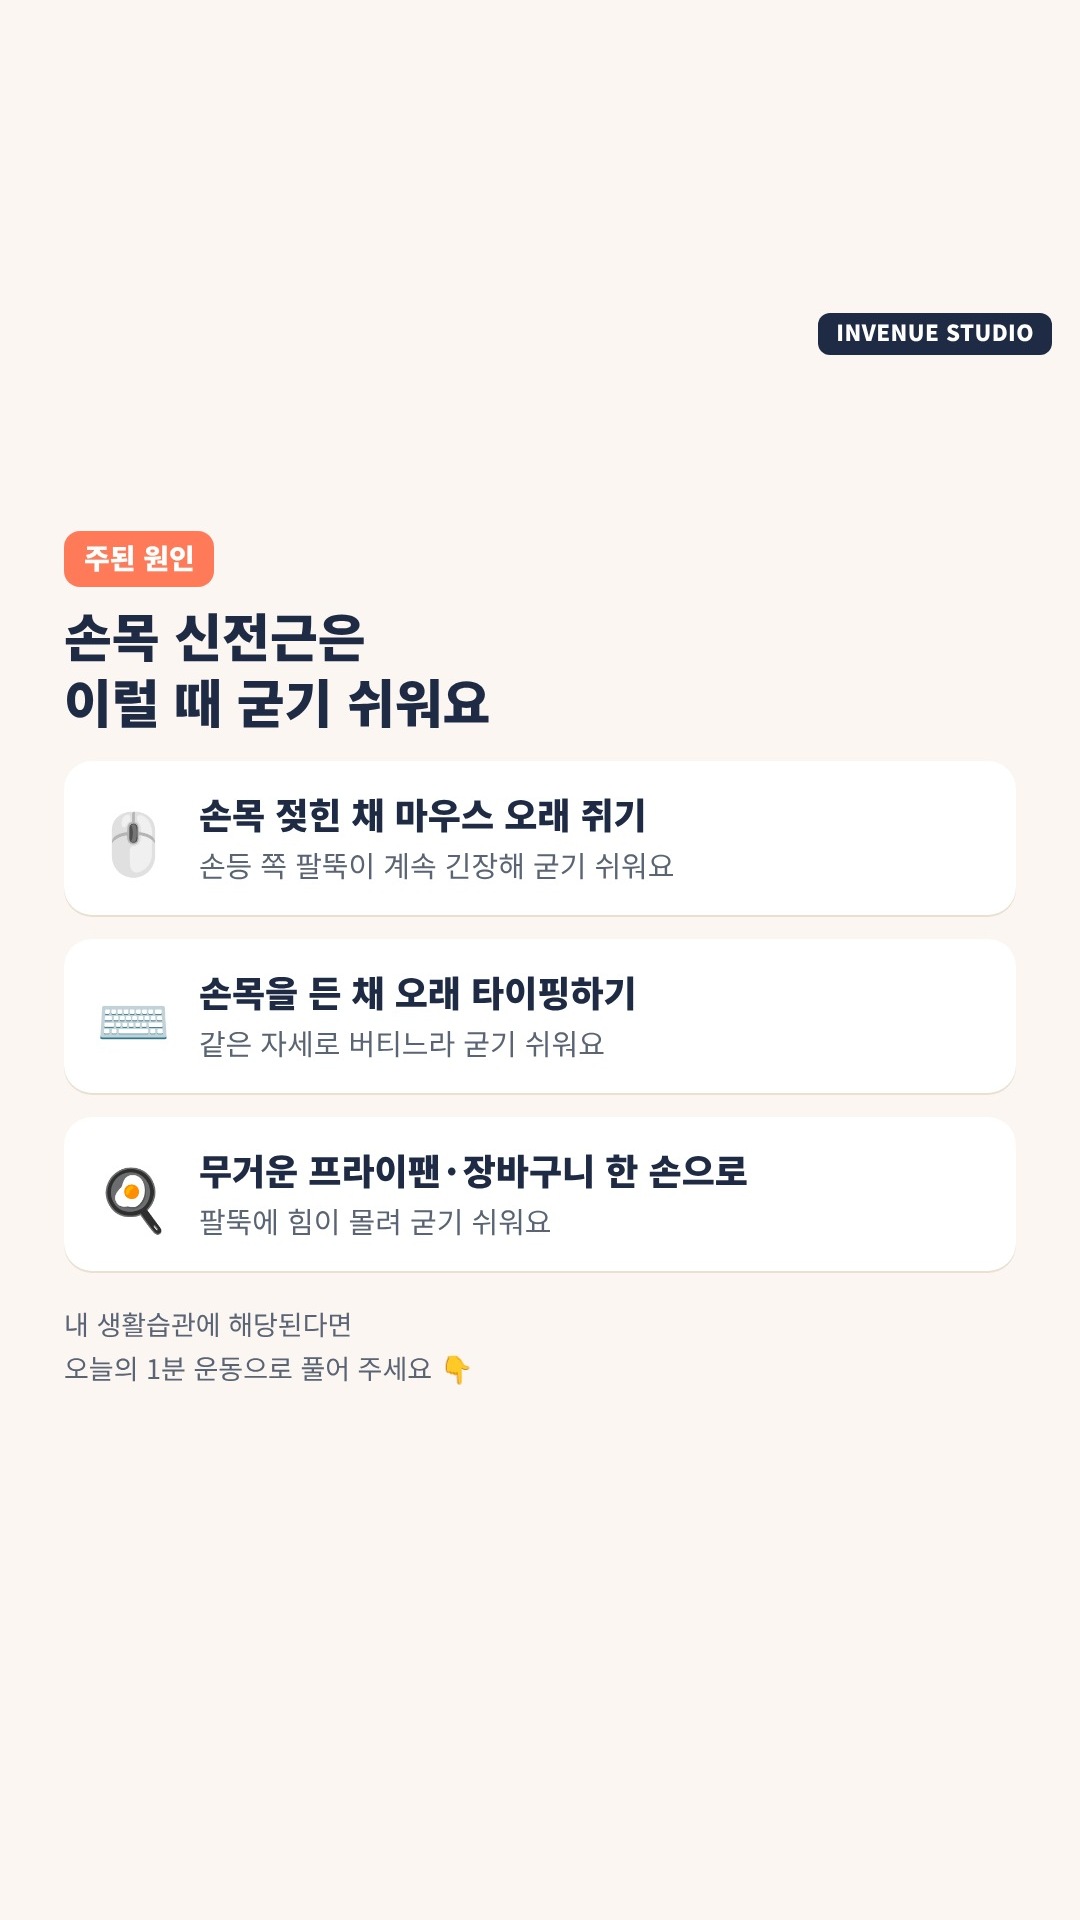 INVENUE STUDIO
주된 원인
손목 신전근은
이럴 때 굳기 쉬워요
손목 젖힌 채 마우스 오래 쥐기
손등 쪽 팔뚝이 계속 긴장해 굳기 쉬워요
손목을 든 채 오래 타이핑하기
같은 자세로 버티느라 굳기 쉬워요
무거운 프라이팬·장바구니 한 손으로
팔뚝에 힘이 몰려 굳기 쉬워요
내 생활습관에 해당된다면
오늘의 1분 운동으로 풀어 주세요 👇